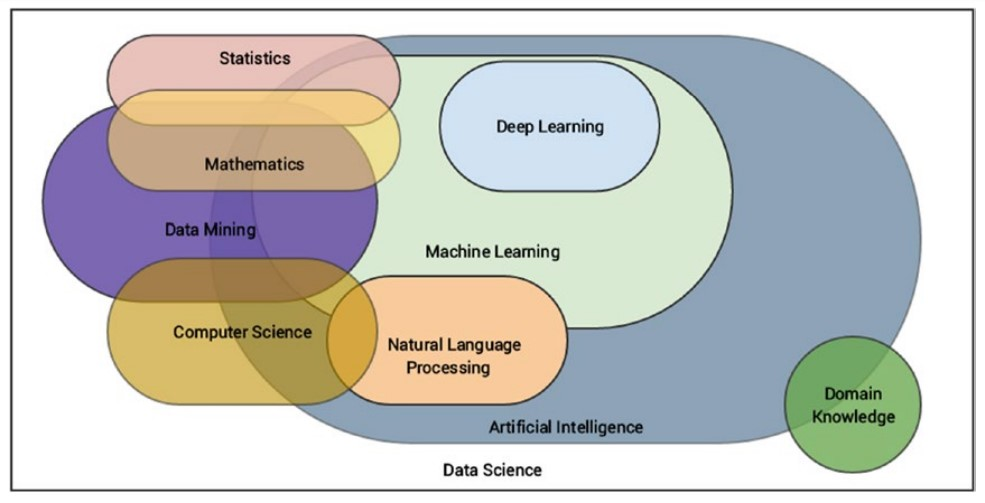 Statistics
Deep Learning
Mathematics
Data Mining
Machine Learning
Computer Science
Natural Language
Processing
Domain
Knowledge
Artificial Intelligence
Data Science